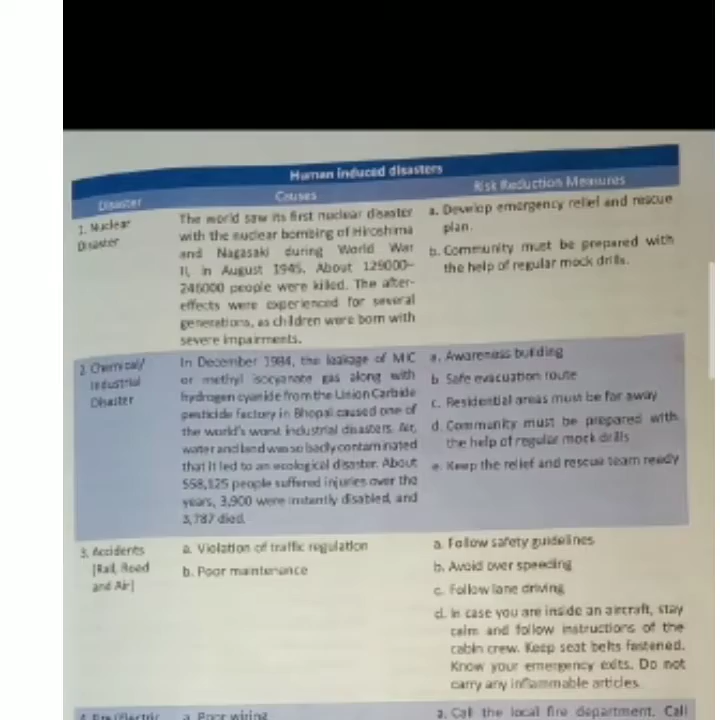 Human induced disasters
Disaster Causes Risk Reduction Measures
1. Nuclear
Disaster
The world saw its first nuclear disaster
with the nuclear bombing of Hiroshima
and Nagasaki during World War
II, in August 1945. About 129000–
246000 people were killed. The after-
effects were experienced for several
generations, as children were born with
severe impairments.
a. Develop emergency relief and rescue
plan.
b. Community must be prepared with
the help of regular mock drills.
2. Chemical/
Industrial
Disaster
In December 1984, the leakage of MIC
or methyl isocyanate gas along with
hydrogen cyanide from the Union Carbide
pesticide factory in Bhopal caused one of
the world's worst industrial disasters. Air,
water and land was so badly contaminated
that it led to an ecological disaster. About
558,125 people suffered injuries over the
years, 3,900 were instantly disabled, and
3,787 died.
a. Awareness building
b. Safe evacuation route
c. Residential areas must be far away
d. Community must be prepared with
the help of regular mock drills
e. Keep the relief and rescue team ready
3. Accidents
[Rail, Road
and Air]
a. Violation of traffic regulation
b. Poor maintenance
a. Follow safety guidelines
b. Avoid over speeding
c. Follow lane driving
d. In case you are inside an aircraft, stay
calm and follow instructions of the
cabin crew. Keep seat belts fastened.
Know your emergency exits. Do not
carry any inflammable articles.
4. Fire (Electric
a. Poor wiring
a. Call the local fire department. Call